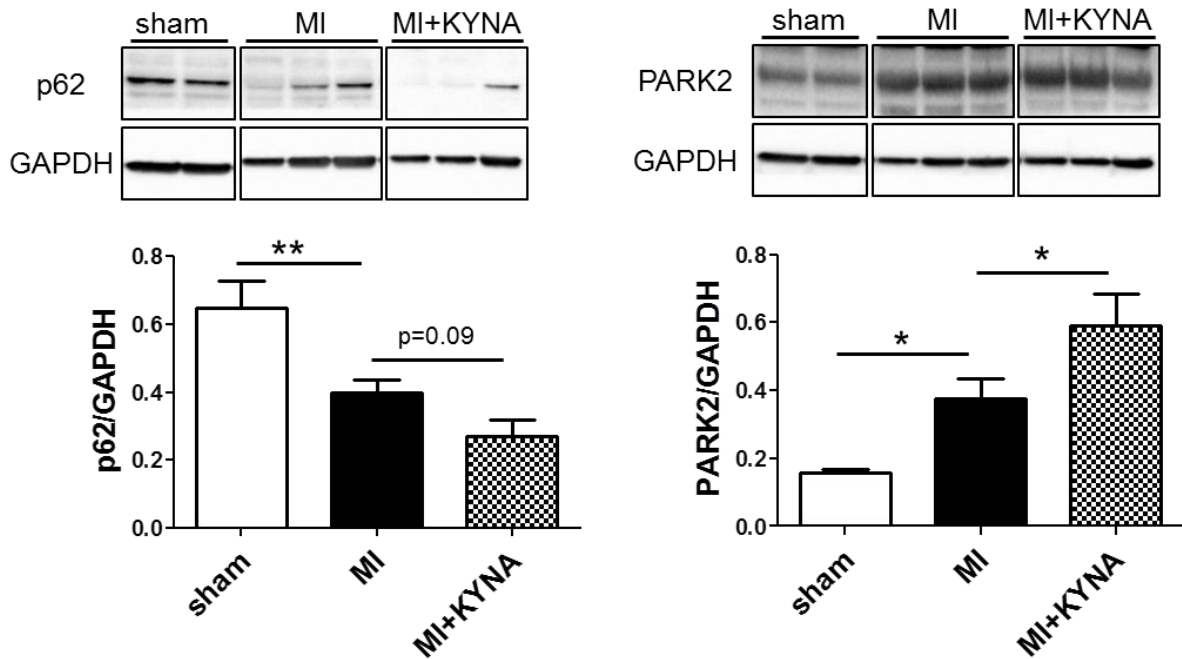 sham MI MI+KYNA
p62
GAPDH
**
p=0.09
0.8
0.6
0.4
0.2
0.0
p62/GAPDH
sham
MI
MI+KYNA
sham MI MI+KYNA
PARK2
GAPDH
*
*
0.8
0.6
0.4
0.2
0.0
PARK2/GAPDH
sham
MI
MI+KYNA